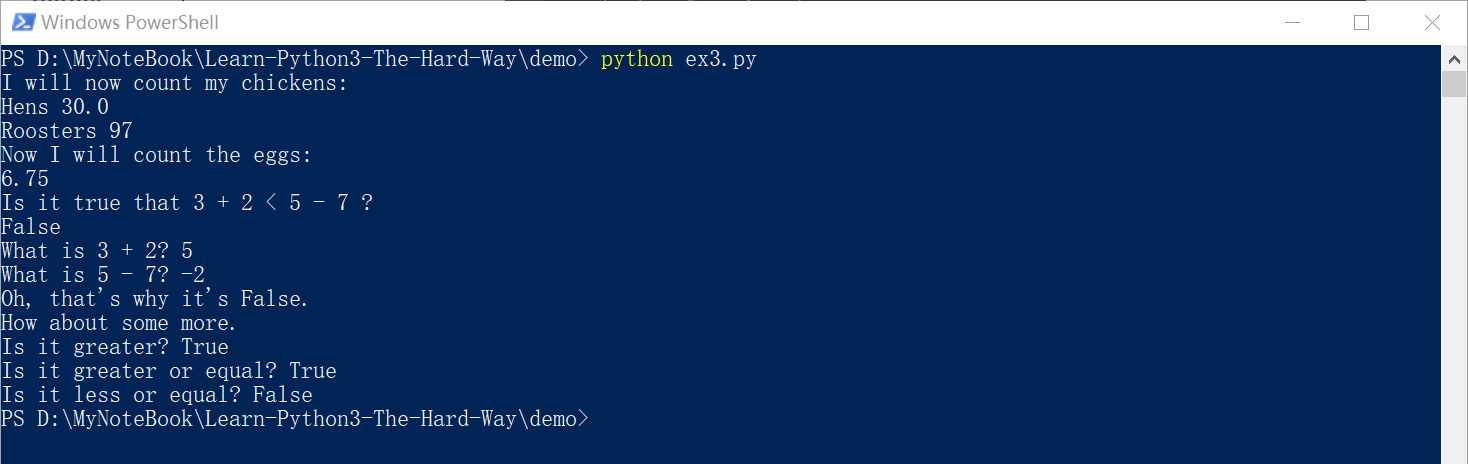 Windows PowerShell
PS D:\MyNoteBook\Learn-Python3-The-Hard-Way\demo> python ex3.py
I will now count my chickens:
Hens 30.0
Roosters 97
Now I will count the eggs:
6.75
Is it true that 3 + 2 < 5 - 7 ?
False
What is 3 + 2? 5
What is 5 - 7? -2
Oh, that's why it's False.
How about some more.
Is it greater? True
Is it greater or equal? True
Is it less or equal? False
PS D:\MyNoteBook\Learn-Python3-The-Hard-Way\demo>